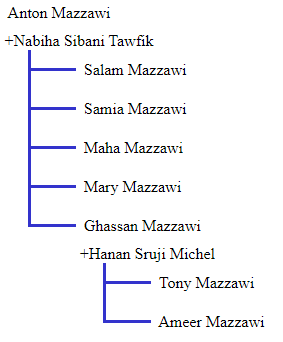 Anton Mazzawi
+Nabiha Sibani Tawfik
Salam Mazzawi
Samia Mazzawi
Maha Mazzawi
Mary Mazzawi
Ghassan Mazzawi
+Hanan Sruji Michel
Tony Mazzawi
Ameer Mazzawi